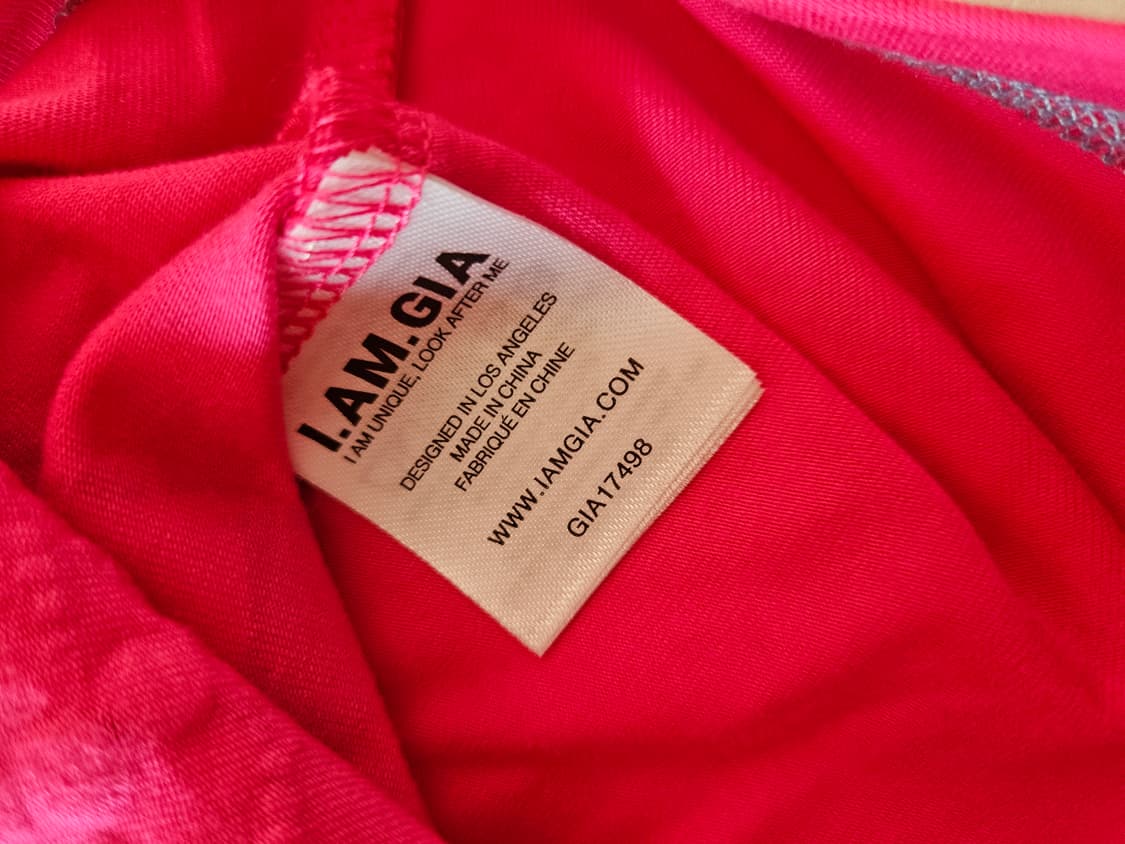 I.AM.GIA
I AM UNIQUE, LOOK AFTER ME
DESIGNED IN LOS ANGELES
MADE IN CHINA
FABRIQUÉ EN CHINE
WWW.IAMGIA.COM
GIA17498